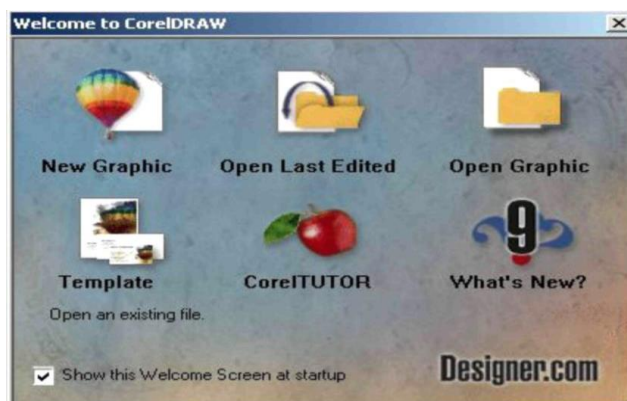 Welcome to CorelDRAW
New Graphic
Open Last Edited
Open Graphic
9
Template
CorelTUTOR
What's New?
Open an existing file.
Show this Welcome Screen at startup
Designer.com